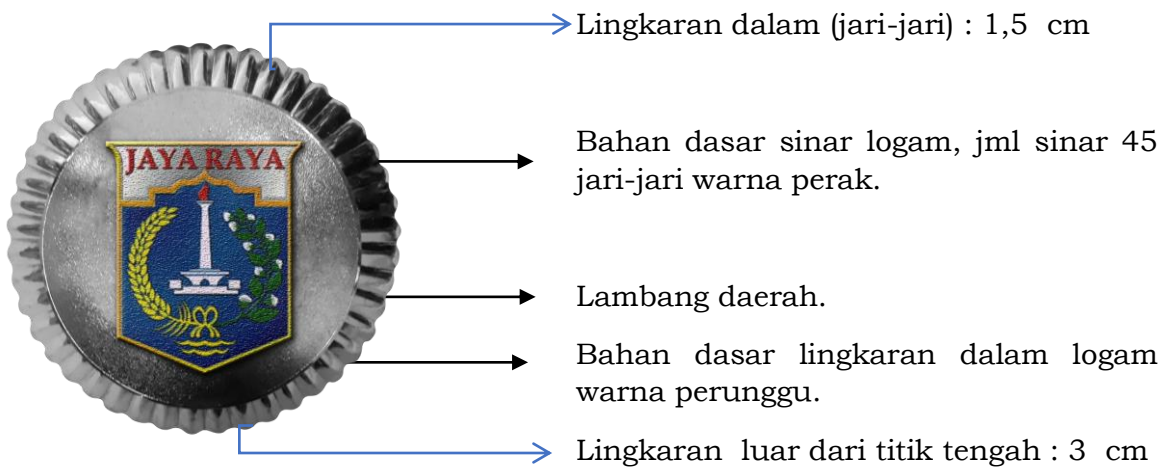 Lingkaran dalam (jari-jari) : 1,5 cm
Bahan dasar sinar logam, jml sinar 45
jari-jari warna perak.
JAYA RAYA
Lambang daerah.
Bahan dasar lingkaran dalam logam
warna perunggu.
Lingkaran luar dari titik tengah : 3 cm